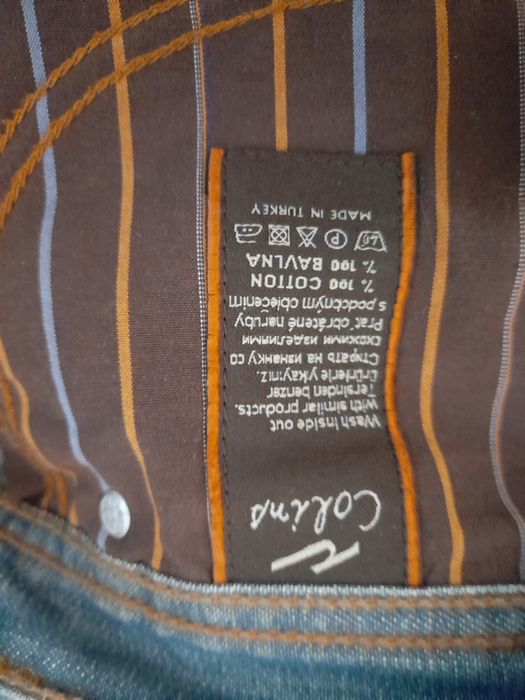 Colins
Wash inside out
with similar products.
Tersinden benzer
ürünlerle yıkayınız.
Стирать на изнанку со
схожими изделиями
Prať obrátené naruby
s podobným oblečením
% 100 COTTON
% 100 BAVLNA
40 P
MADE IN TURKEY